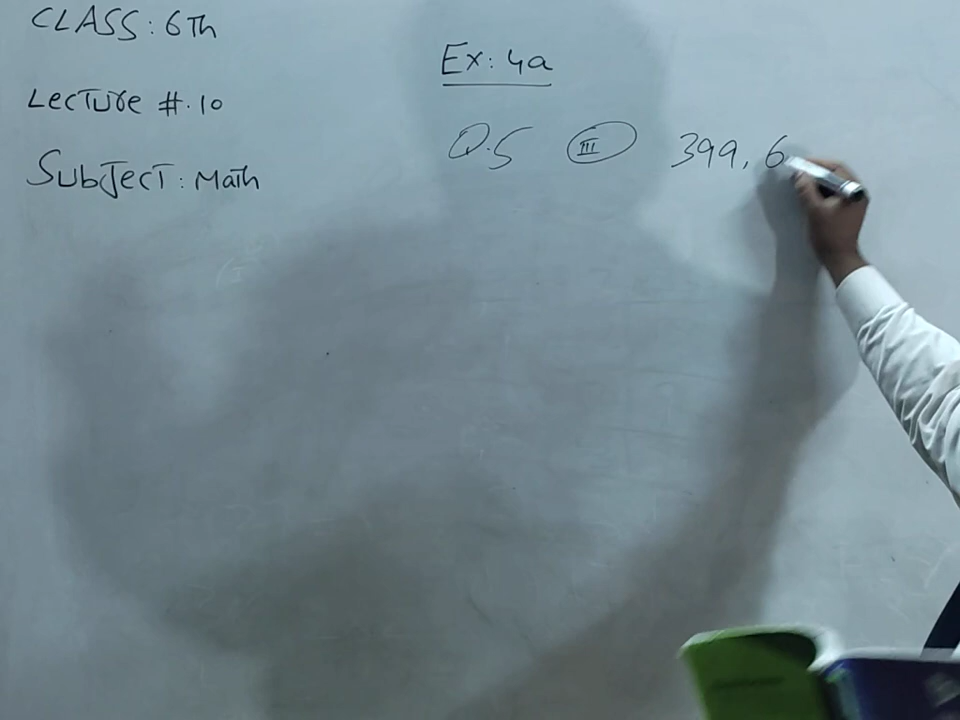 CLASS: 6Th
Lecture #.10
Subject: Math
Ex: 4a
Q.5 III 399, 6